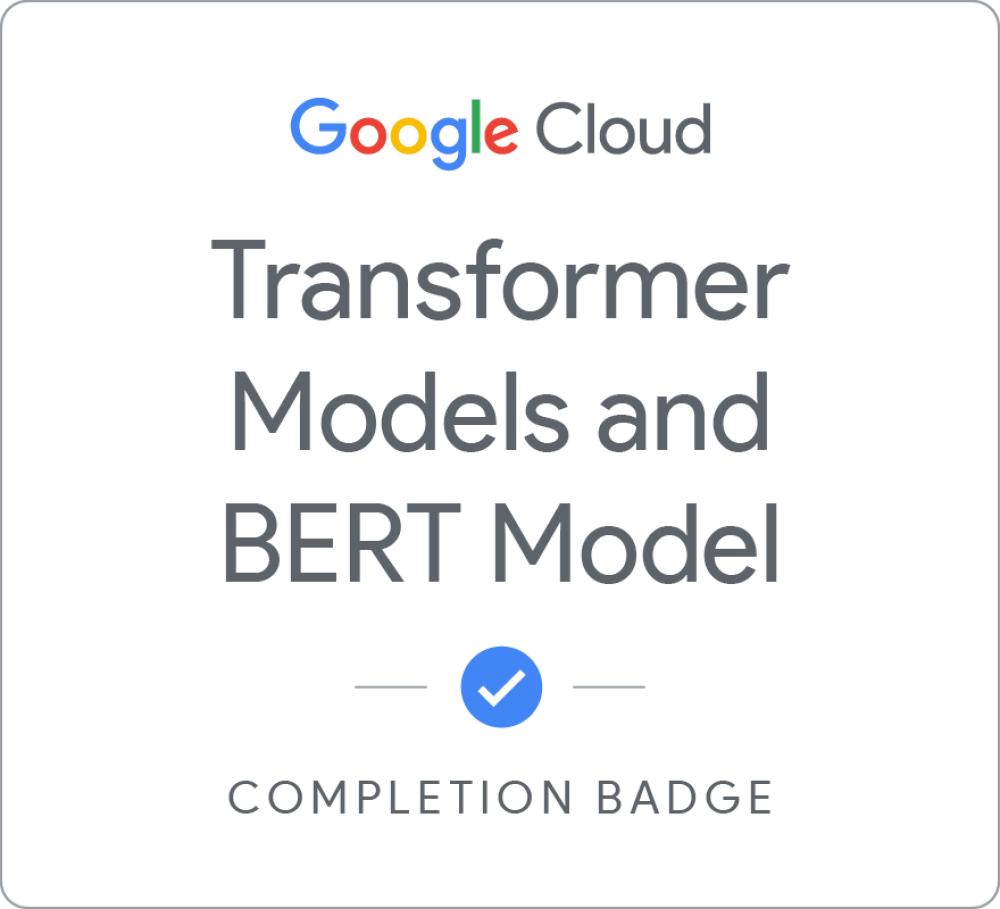 Google Cloud
Transformer
Models and
BERT Model
COMPLETION BADGE